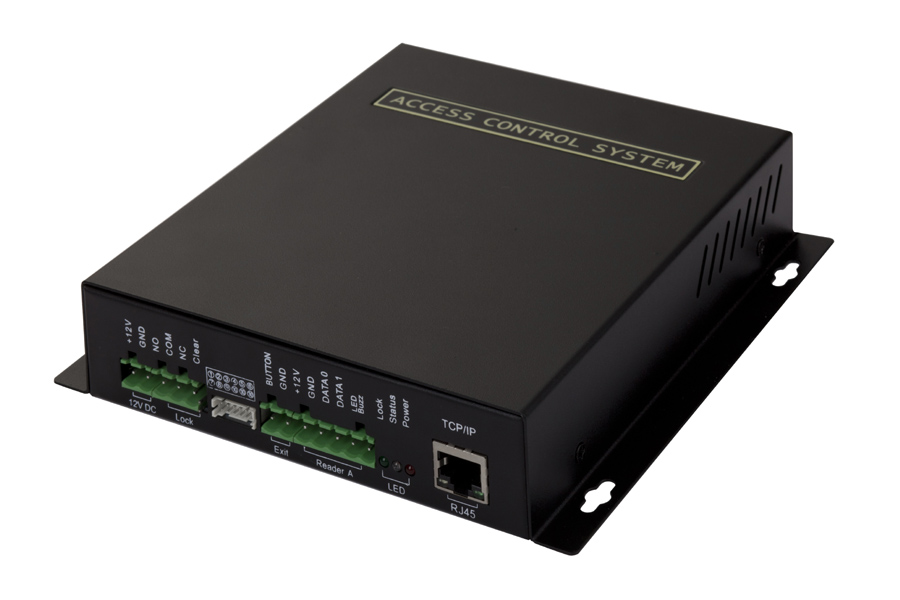 ACCESS CONTROL SYSTEM
+12V
GND
NO
COM
NC
Clear
BUTTON
GND
+12V
GND
DATA 0
DATA 1
LED
Buzz
Lock
Status
Power
TCP/IP
12V DC
Lock
Exit
Reader A
LED
RJ45